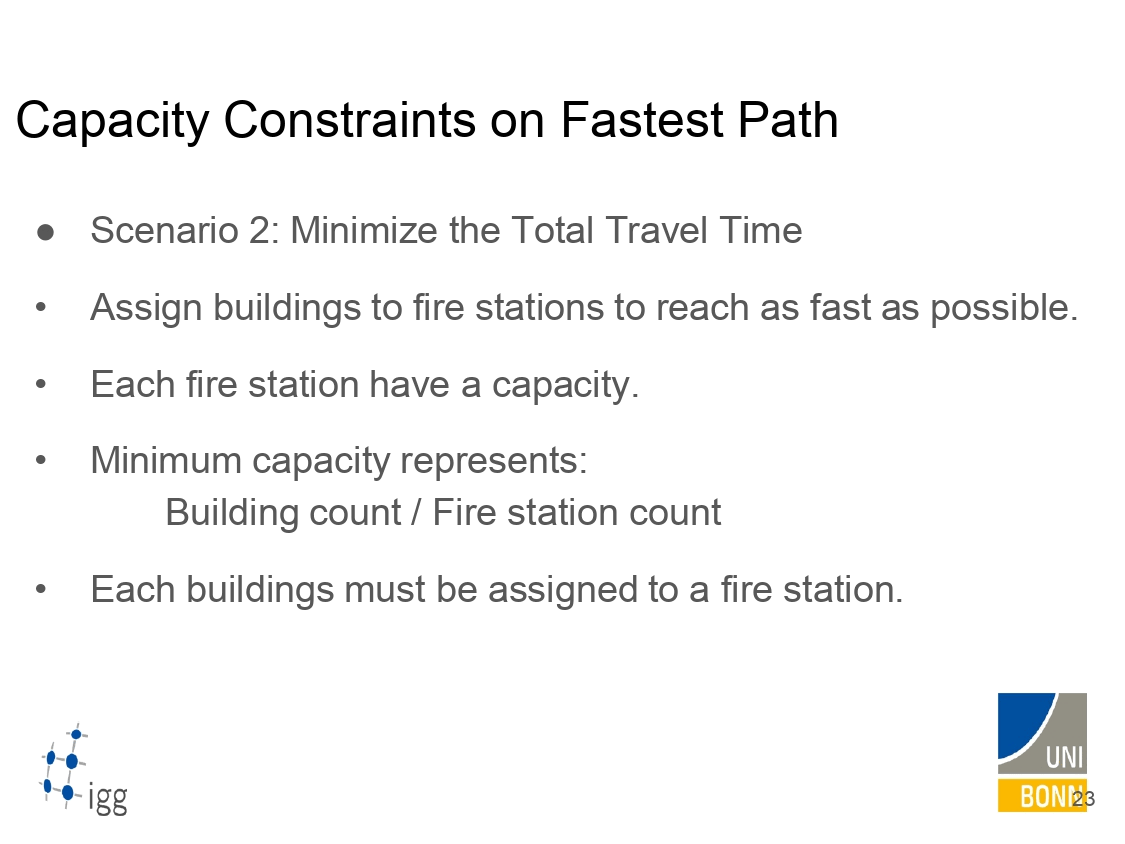 Capacity Constraints on Fastest Path
● Scenario 2: Minimize the Total Travel Time
• Assign buildings to fire stations to reach as fast as possible.
• Each fire station have a capacity.
• Minimum capacity represents:
Building count / Fire station count
• Each buildings must be assigned to a fire station.
igg
UNI
BONN
23